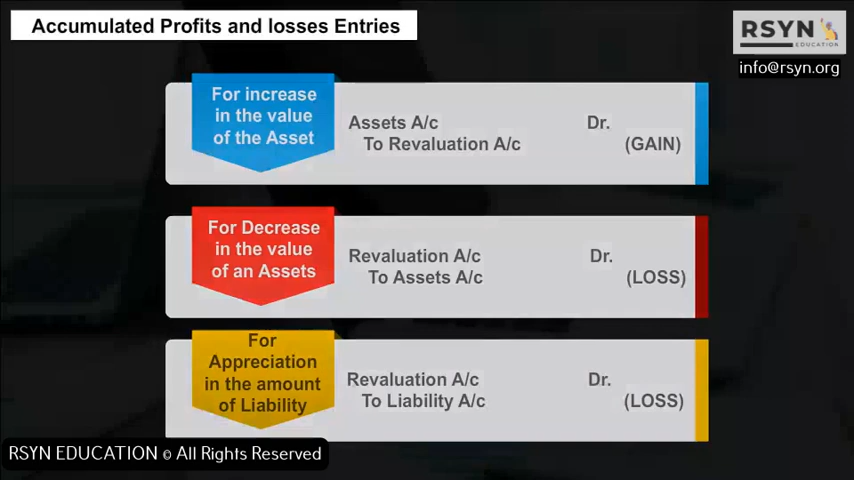 Accumulated Profits and losses Entries
RSYN
EDUCATION
info@rsyn.org
For increase
in the value
of the Asset
Assets A/c Dr.
To Revaluation A/c (GAIN)
For Decrease
in the value
of an Assets
Revaluation A/c Dr.
To Assets A/c (LOSS)
For
Appreciation
in the amount
of Liability
Revaluation A/c Dr.
To Liability A/c (LOSS)
RSYN EDUCATION © All Rights Reserved